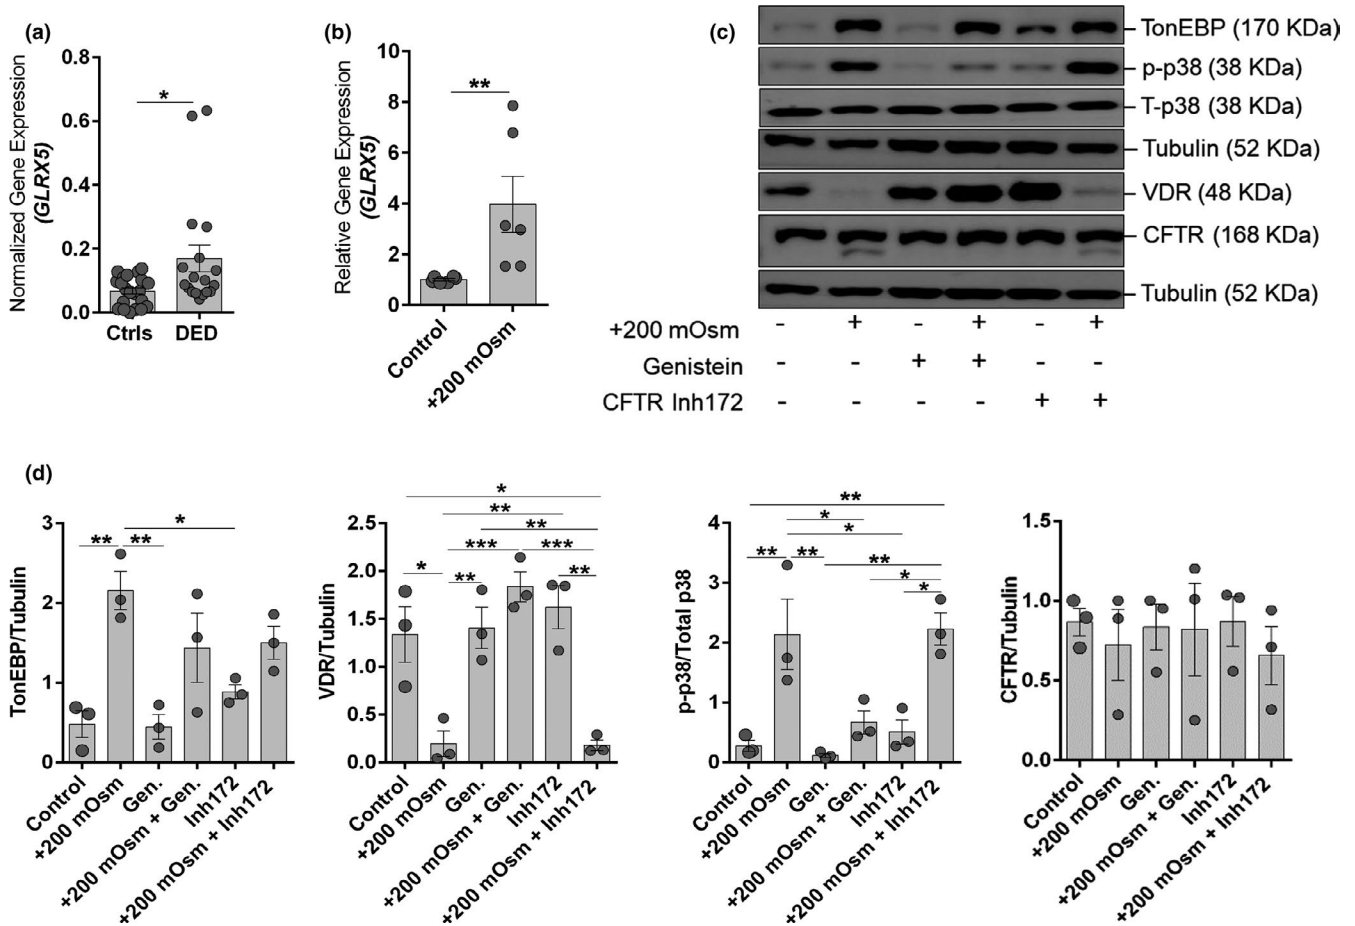 (a)
Normalized Gene Expression
(GLRX5)
0.8
0.6
0.4
0.2
0.0
*
Ctrls DED
(b)
Relative Gene Expression
(GLRX5)
10
8
6
4
2
0
**
Control
+200 mOsm
(c)
TonEBP (170 KDa)
p-p38 (38 KDa)
T-p38 (38 KDa)
Tubulin (52 KDa)
VDR (48 KDa)
CFTR (168 KDa)
Tubulin (52 KDa)
+200 mOsm - + - + - +
Genistein - - + + - -
CFTR Inh172 - - - - + +
(d)
TonEBP/Tubulin
3
2
1
0
*
** **
Control
+200 mOsm
Gen.
+200 mOsm + Gen.
Inh172
+200 mOsm + Inh172
VDR/Tubulin
2.5
2.0
1.5
1.0
0.5
0.0
*
**
**
*** ***
* ** **
Control
+200 mOsm
Gen.
+200 mOsm + Gen.
Inh172
+200 mOsm + Inh172
p-p38/Total p38
4
3
2
1
0
**
*
*
** ** **
*
*
Control
+200 mOsm
Gen.
+200 mOsm + Gen.
Inh172
+200 mOsm + Inh172
CFTR/Tubulin
1.5
1.0
0.5
0.0
Control
+200 mOsm
Gen.
+200 mOsm + Gen.
Inh172
+200 mOsm + Inh172